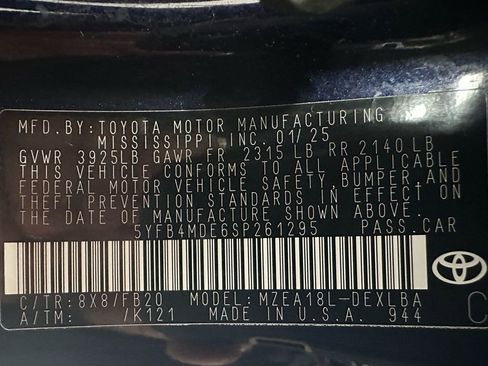 MFD. BY: TOYOTA MOTOR MANUFACTURING
MISSISSIPPI, INC. 01/25
GVWR 3925LB GAWR FR 2315 LB RR 2140 LB
THIS VEHICLE CONFORMS TO ALL APPLICABLE
FEDERAL MOTOR VEHICLE SAFETY, BUMPER, AND
THEFT PREVENTION STANDARDS IN EFFECT ON
THE DATE OF MANUFACTURE SHOWN ABOVE.
5YFB4MDE6SP261295 PASS. CAR
C/TR: 8X8/FB20 MODEL: MZEA18L-DEXLBA
A/TM: /K121 MADE IN U.S.A. 944
TOYOTA
C